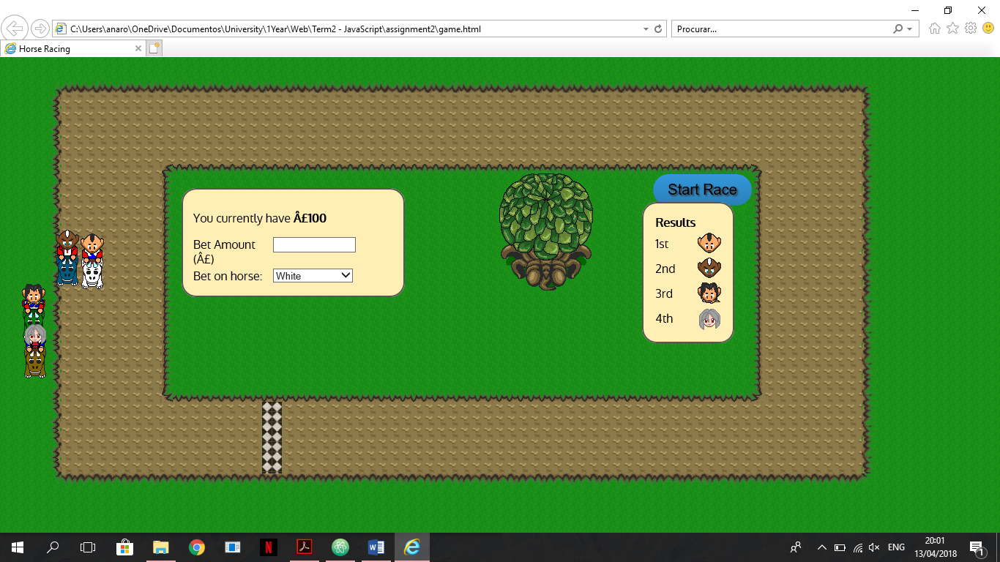 C:\Users\anaro\OneDrive\Documentos\University\1Year\Web\Term2 - JavaScript\assignment2\game.html
Procurar...
Horse Racing
You currently have Â£100
Bet Amount
(Â£)
Bet on horse:
White
Start Race
Results
1st
2nd
3rd
4th
N
W
ENG
20:01
13/04/2018
1